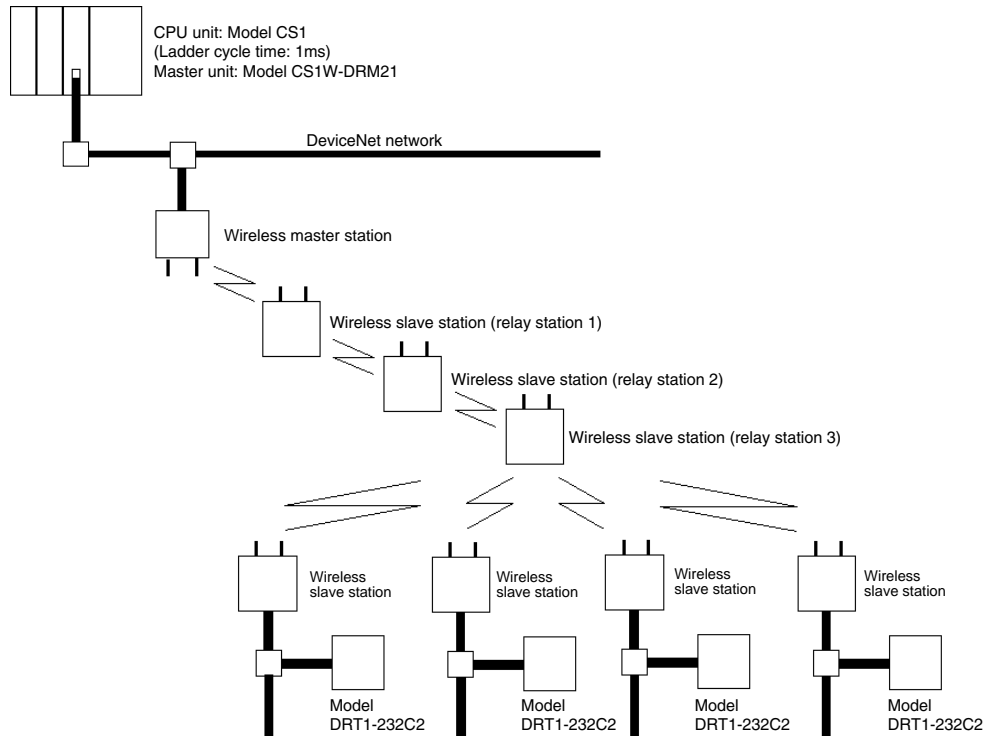 CPU unit: Model CS1
(Ladder cycle time: 1ms)
Master unit: Model CS1W-DRM21
DeviceNet network
Wireless master station
Wireless slave station (relay station 1)
Wireless slave station (relay station 2)
Wireless slave station (relay station 3)
Wireless
slave station
Wireless
slave station
Wireless
slave station
Wireless
slave station
Model
DRT1-232C2
Model
DRT1-232C2
Model
DRT1-232C2
Model
DRT1-232C2